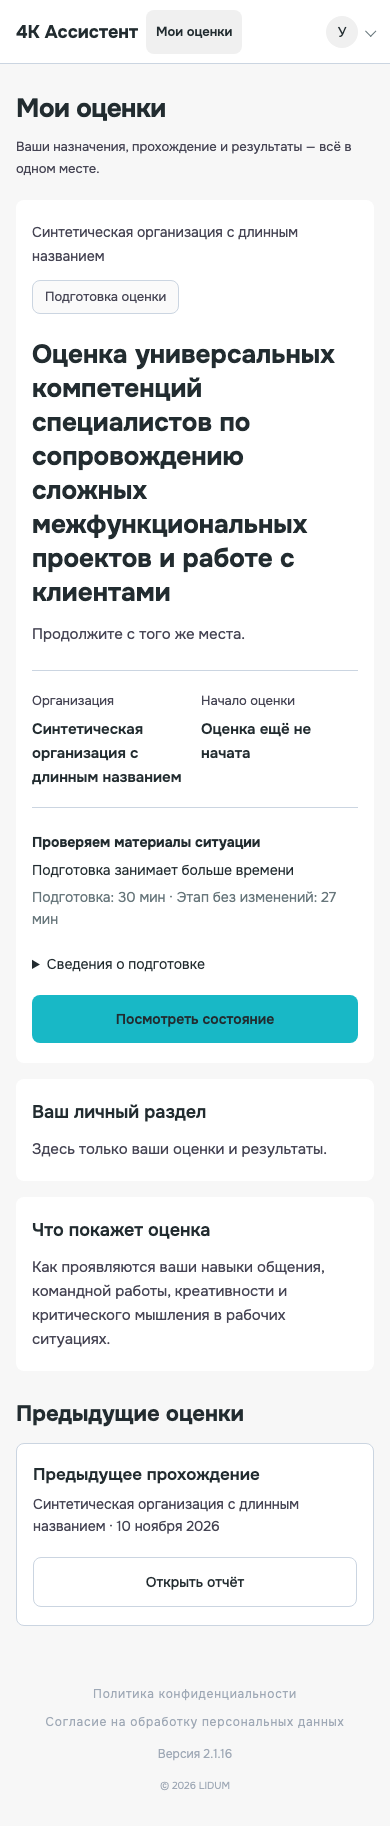 4K Ассистент
Мои оценки
У
Мои оценки
Ваши назначения, прохождение и результаты — всё в
одном месте.
Синтетическая организация с длинным
названием
Подготовка оценки
Оценка универсальных
компетенций
специалистов по
сопровождению
сложных
межфункциональных
проектов и работе с
клиентами
Продолжите с того же места.
Организация
Синтетическая
организация с
длинным названием
Начало оценки
Оценка ещё не
начата
Проверяем материалы ситуации
Подготовка занимает больше времени
Подготовка: 30 мин · Этап без изменений: 27
мин
Сведения о подготовке
Посмотреть состояние
Ваш личный раздел
Здесь только ваши оценки и результаты.
Что покажет оценка
Как проявляются ваши навыки общения,
командной работы, креативности и
критического мышления в рабочих
ситуациях.
Предыдущие оценки
Предыдущее прохождение
Синтетическая организация с длинным
названием · 10 ноября 2026
Открыть отчёт
Политика конфиденциальности
Согласие на обработку персональных данных
Версия 2.1.16
© 2026 LIDUM